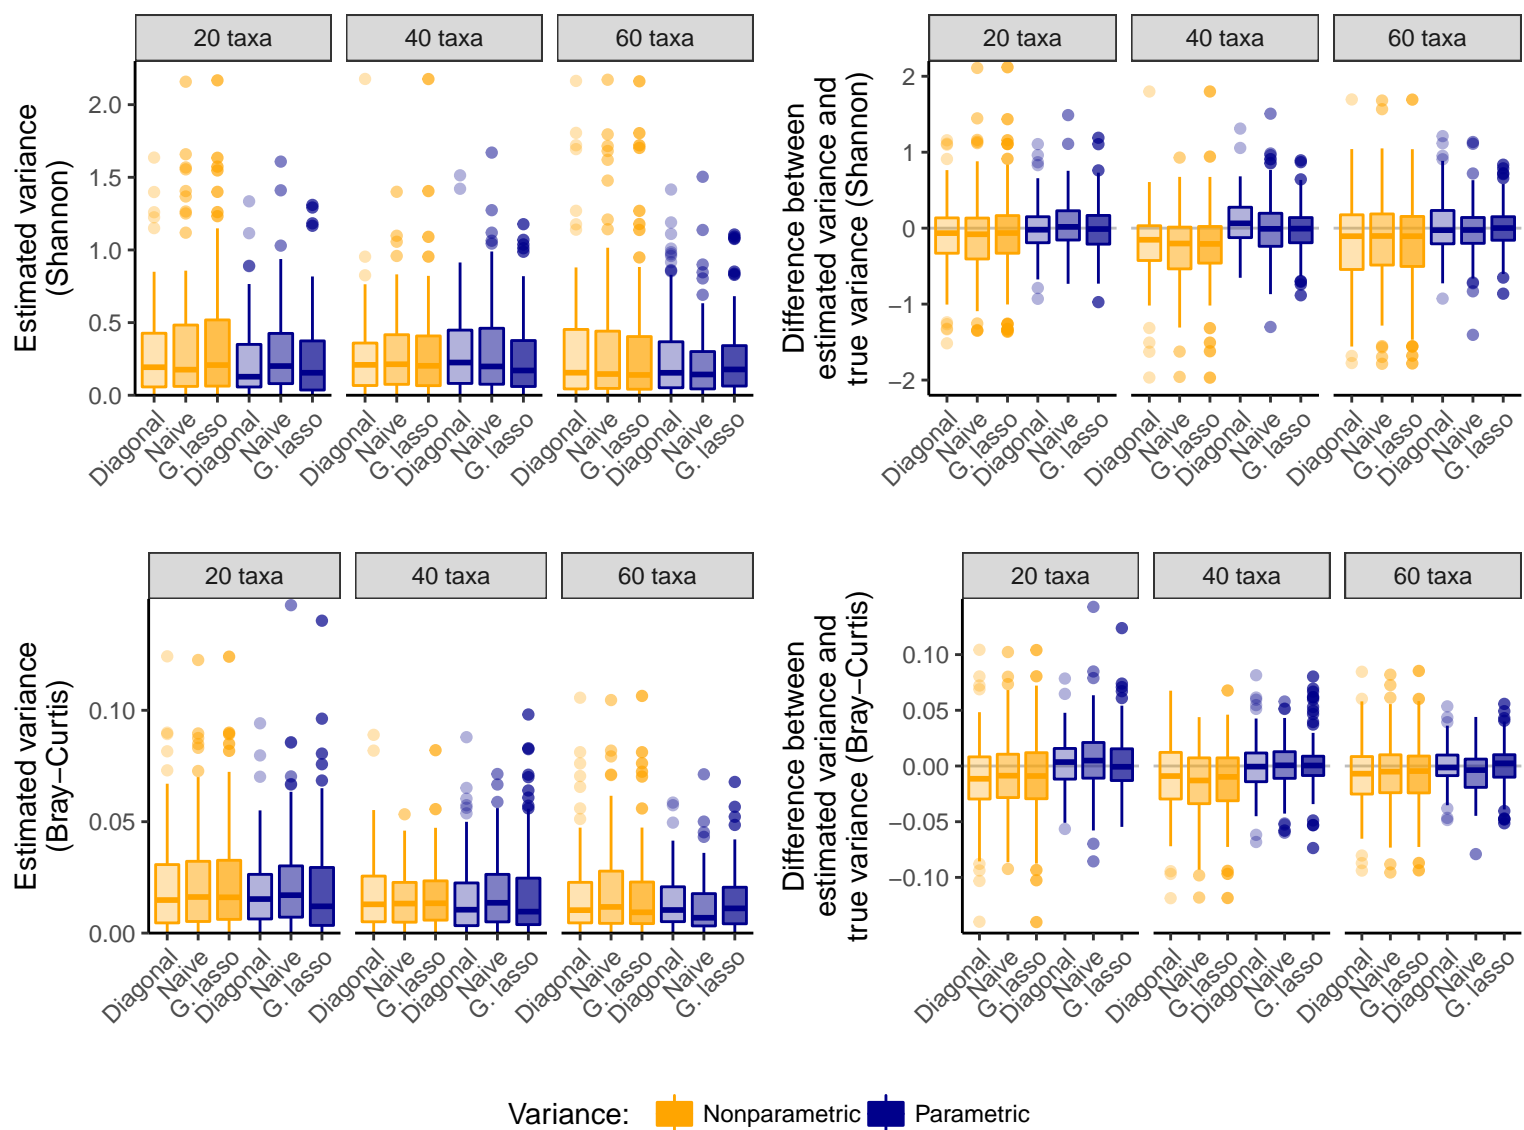 20 taxa
40 taxa
60 taxa
Estimated variance
(Shannon)
2.0
1.5
1.0
0.5
0.0
Diagonal
Naive
G. lasso
Diagonal
Naive
G. lasso
Diagonal
Naive
G. lasso
Diagonal
Naive
G. lasso
Diagonal
Naive
G. lasso
Diagonal
Naive
G. lasso
20 taxa
40 taxa
60 taxa
Difference between
estimated variance and
true variance (Shannon)
2
1
0
−1
−2
Diagonal
Naive
G. lasso
Diagonal
Naive
G. lasso
Diagonal
Naive
G. lasso
Diagonal
Naive
G. lasso
Diagonal
Naive
G. lasso
Diagonal
Naive
G. lasso
20 taxa
40 taxa
60 taxa
Estimated variance
(Bray−Curtis)
0.10
0.05
0.00
Diagonal
Naive
G. lasso
Diagonal
Naive
G. lasso
Diagonal
Naive
G. lasso
Diagonal
Naive
G. lasso
Diagonal
Naive
G. lasso
Diagonal
Naive
G. lasso
20 taxa
40 taxa
60 taxa
Difference between
estimated variance and
true variance (Bray−Curtis)
0.10
0.05
0.00
−0.05
−0.10
Diagonal
Naive
G. lasso
Diagonal
Naive
G. lasso
Diagonal
Naive
G. lasso
Diagonal
Naive
G. lasso
Diagonal
Naive
G. lasso
Diagonal
Naive
G. lasso
Variance: Nonparametric Parametric